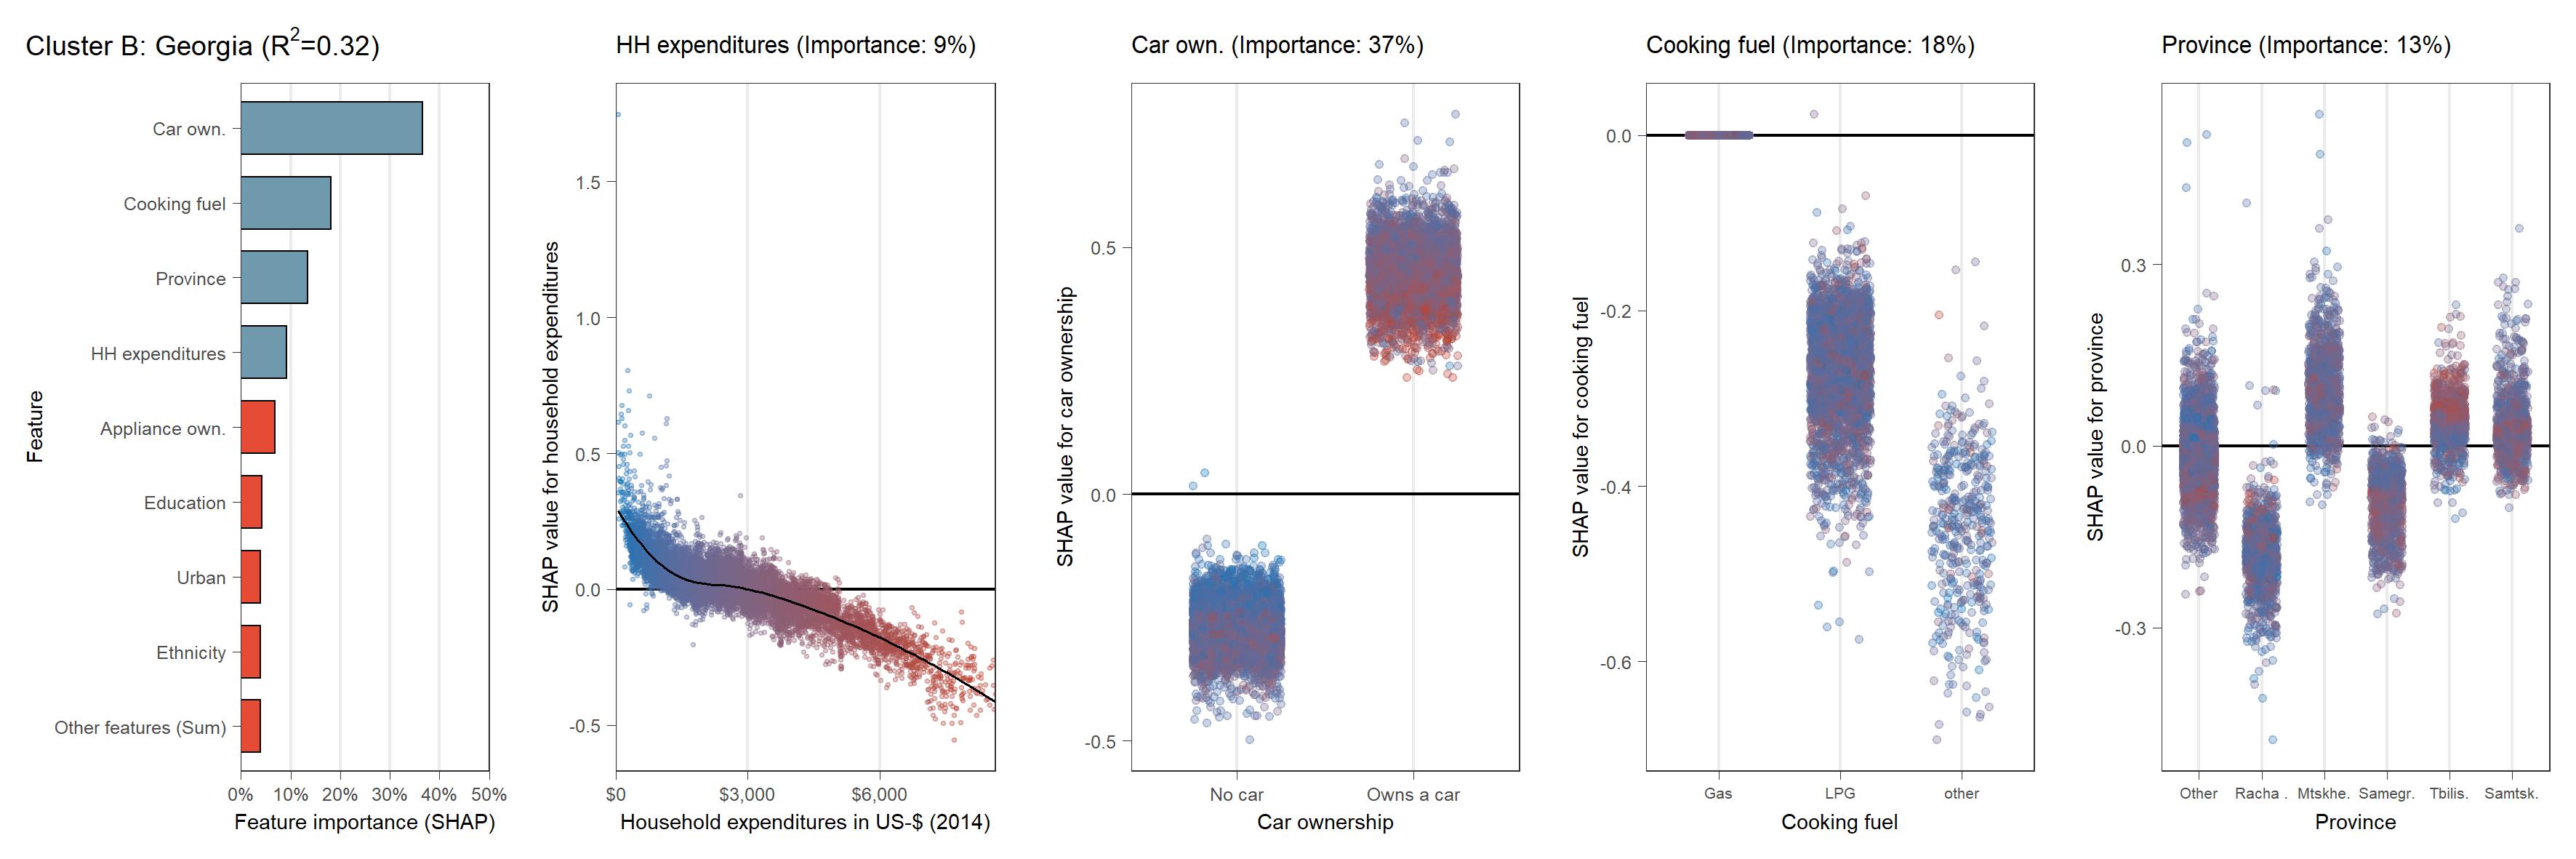 Cluster B: Georgia (R²=0.32)
Feature
Car own.
Cooking fuel
Province
HH expenditures
Appliance own.
Education
Urban
Ethnicity
Other features (Sum)
0% 10% 20% 30% 40% 50%
Feature importance (SHAP)
HH expenditures (Importance: 9%)
SHAP value for household expenditures
1.5
1.0
0.5
0.0
-0.5
$0 $3,000 $6,000
Household expenditures in US-$ (2014)
Car own. (Importance: 37%)
SHAP value for car ownership
0.5
0.0
-0.5
No car Owns a car
Car ownership
Cooking fuel (Importance: 18%)
SHAP value for cooking fuel
0.0
-0.2
-0.4
-0.6
Gas LPG other
Cooking fuel
Province (Importance: 13%)
SHAP value for province
0.3
0.0
-0.3
Other Racha . Mtskhe. Samegr. Tbilis. Samtsk.
Province